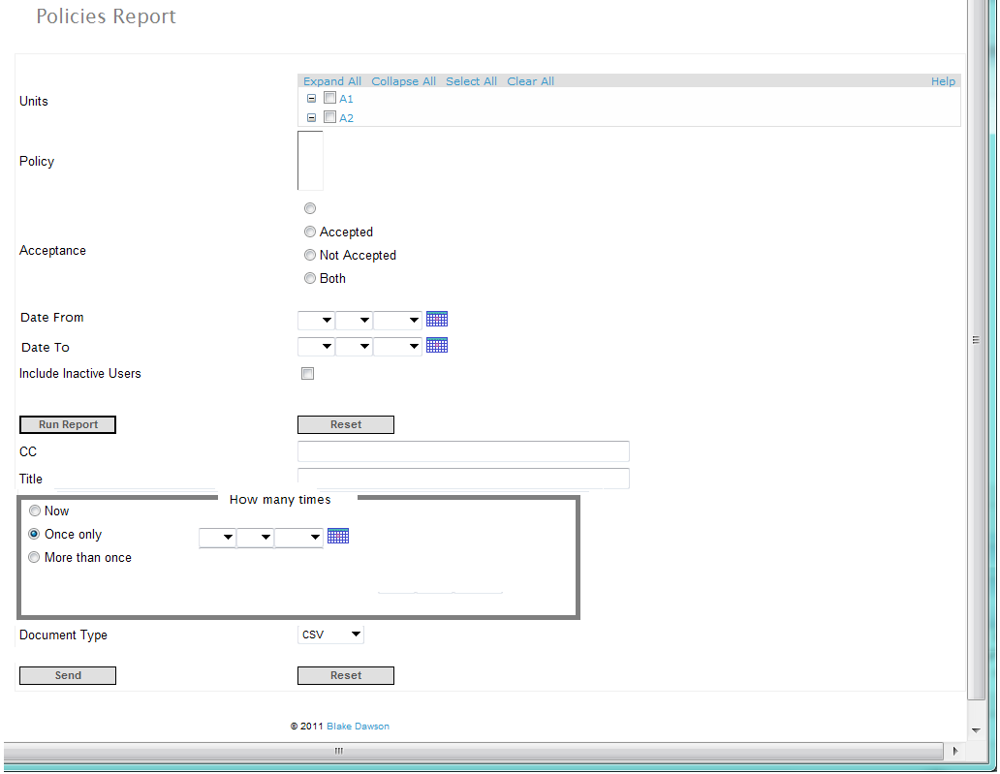 Policies Report
Expand All Collapse All Select All Clear All Help
Units
A1
A2
Policy
Acceptance
Accepted
Not Accepted
Both
Date From
Date To
Include Inactive Users
Run Report Reset
CC
Title
How many times
Now
Once only
More than once
Document Type CSV
Send Reset
© 2011 Blake Dawson